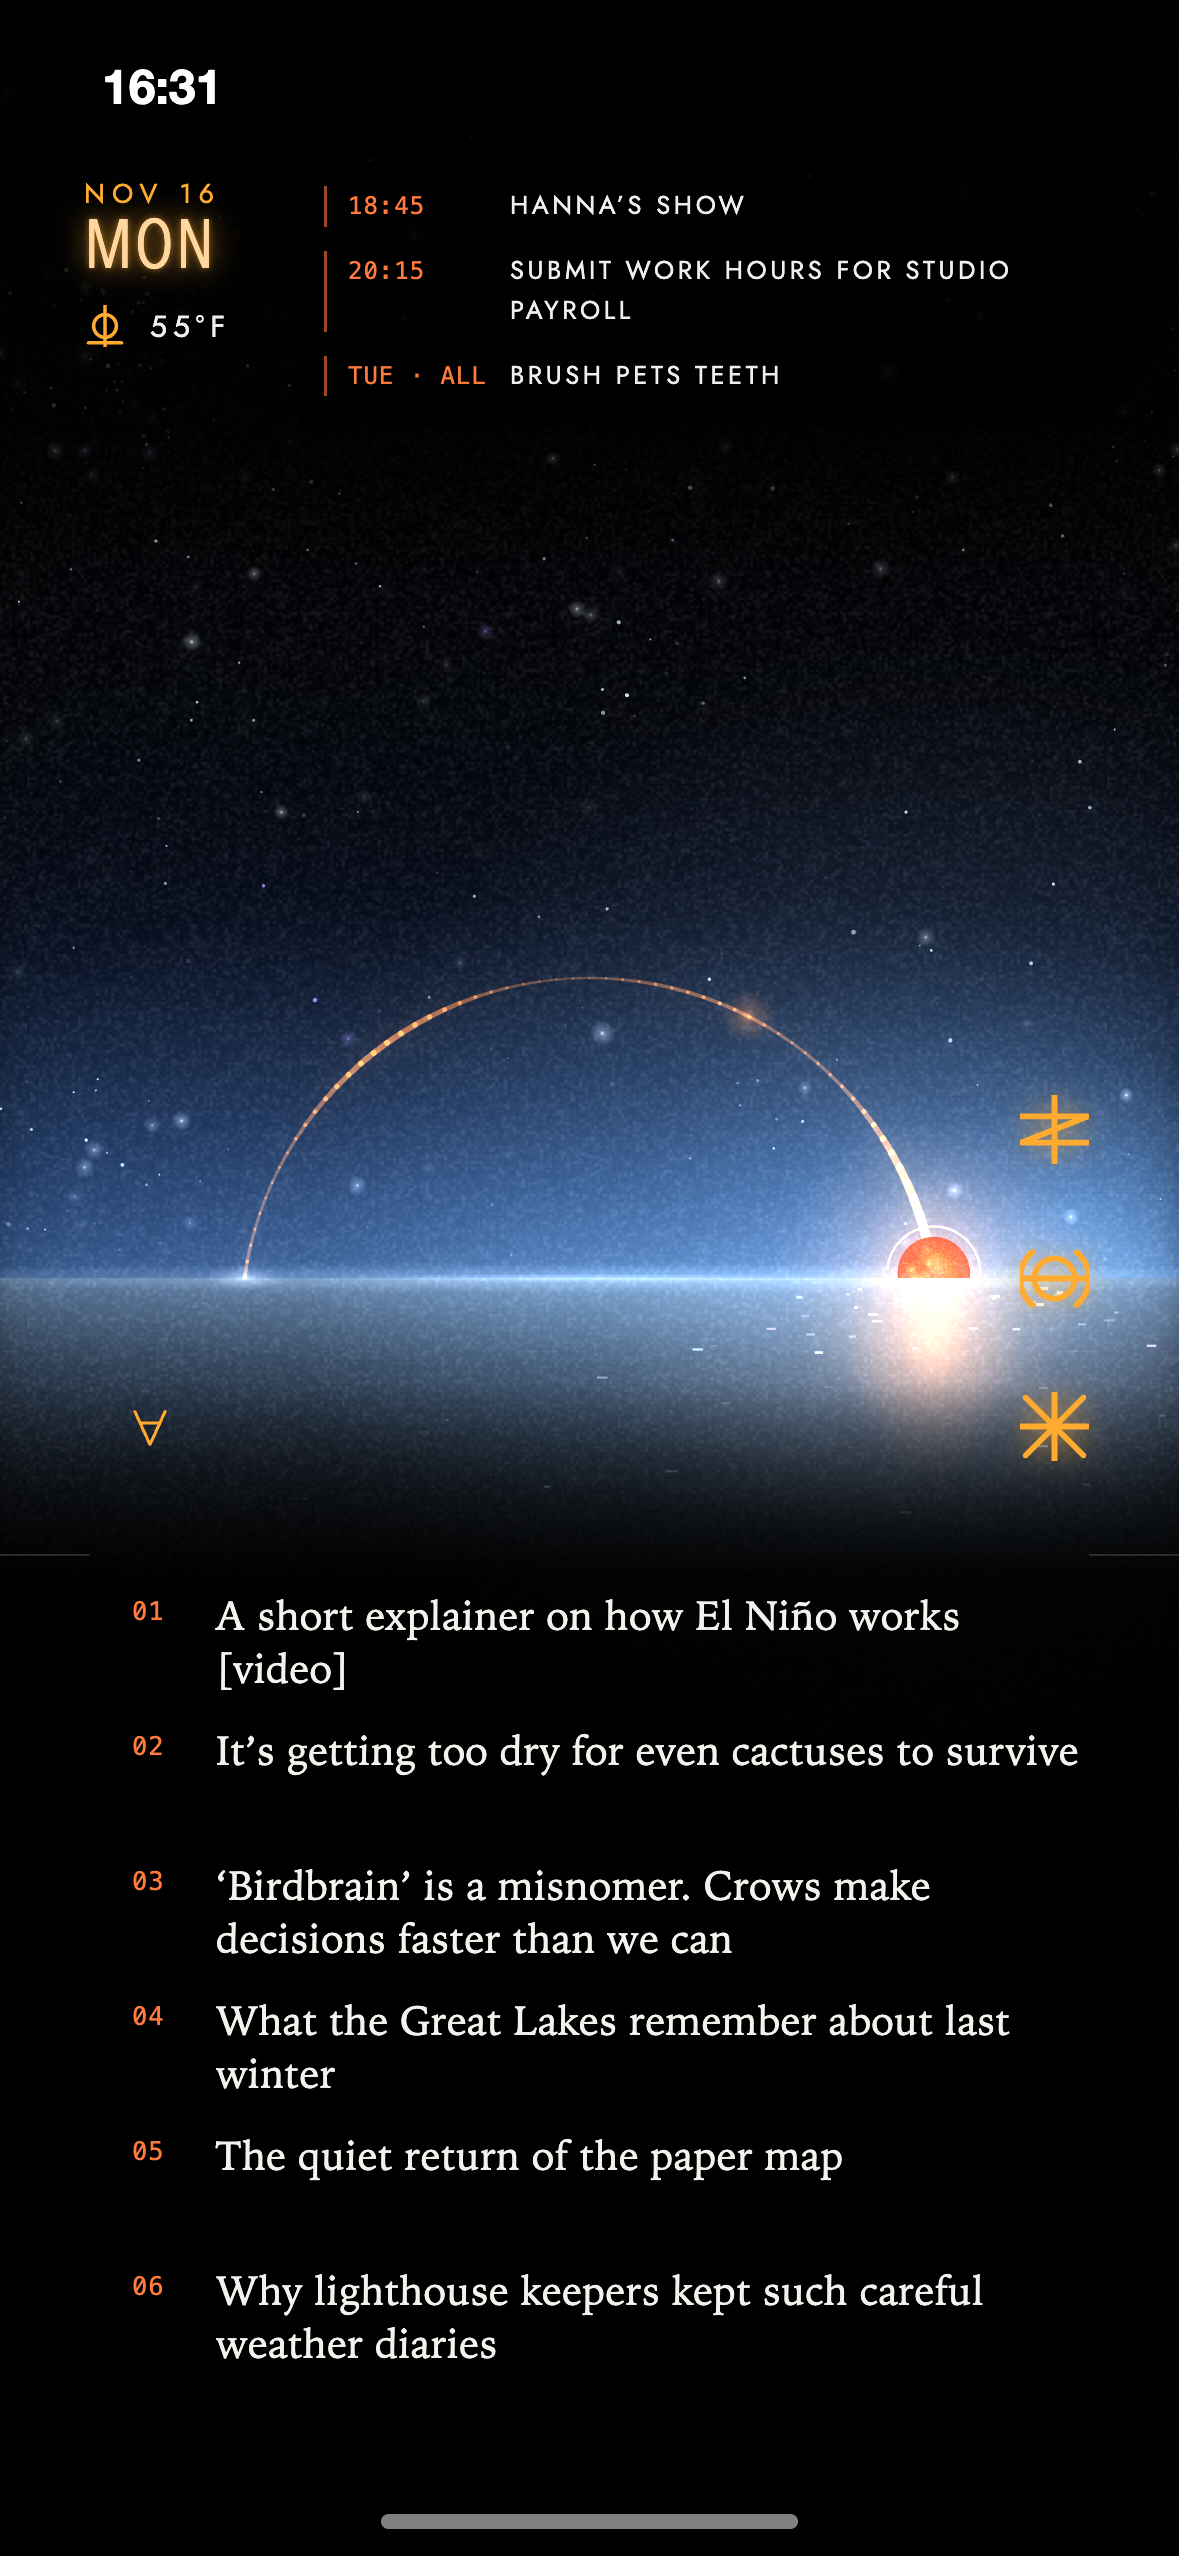 16:31
NOV 16
MON
55°F
18:45 HANNA’S SHOW
20:15 SUBMIT WORK HOURS FOR STUDIO
PAYROLL
TUE · ALL BRUSH PETS TEETH
01 A short explainer on how El Niño works
[video]
02 It’s getting too dry for even cactuses to survive
03 ‘Birdbrain’ is a misnomer. Crows make
decisions faster than we can
04 What the Great Lakes remember about last
winter
05 The quiet return of the paper map
06 Why lighthouse keepers kept such careful
weather diaries